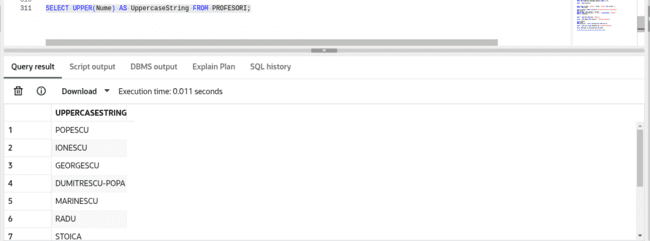 311 SELECT UPPER(Nume) AS UppercaseString FROM PROFESORI;
Query result Script output DBMS output Explain Plan SQL history
Download Execution time: 0.011 seconds
UPPERCASESTRING
1 POPESCU
2 IONESCU
3 GEORGESCU
4 DUMITRESCU-POPA
5 MARINESCU
6 RADU
7 STOICA